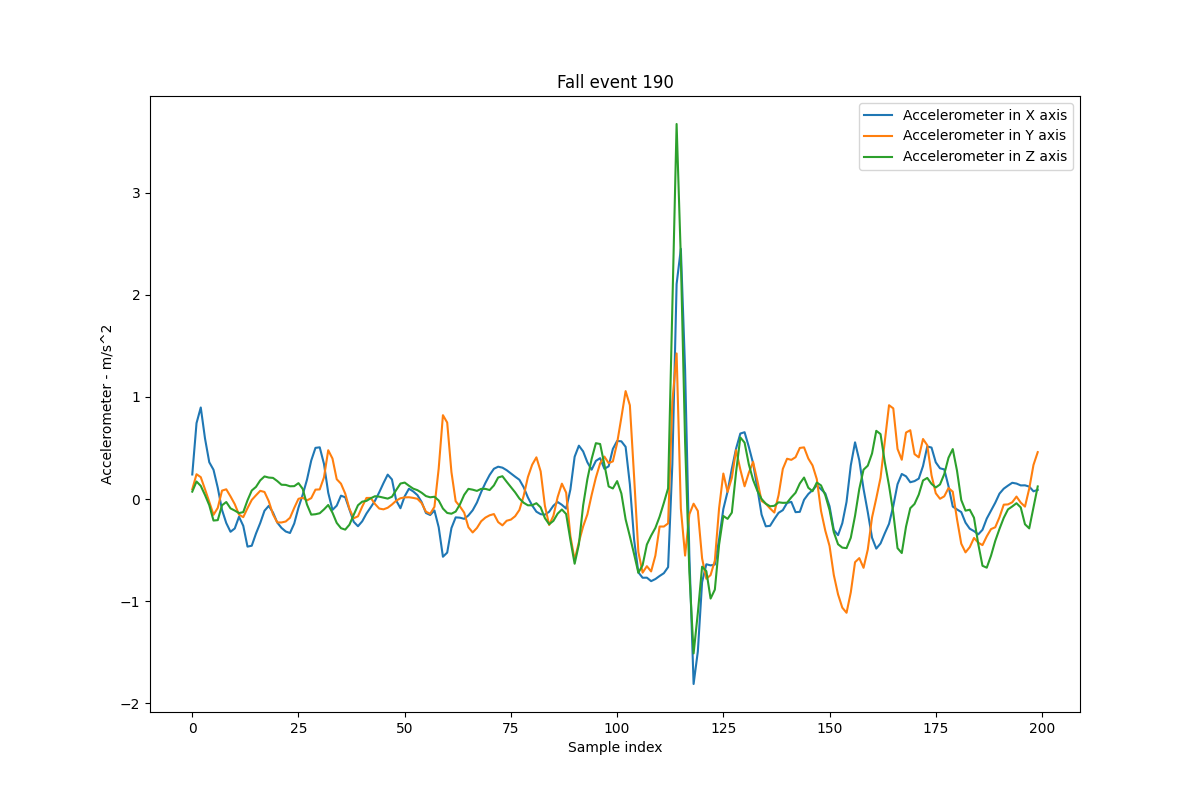 Fall event 190
Accelerometer in X axis
Accelerometer in Y axis
Accelerometer in Z axis
Accelerometer - m/s^2
3
2
1
0
−1
−2
0 25 50 75 100 125 150 175 200
Sample index